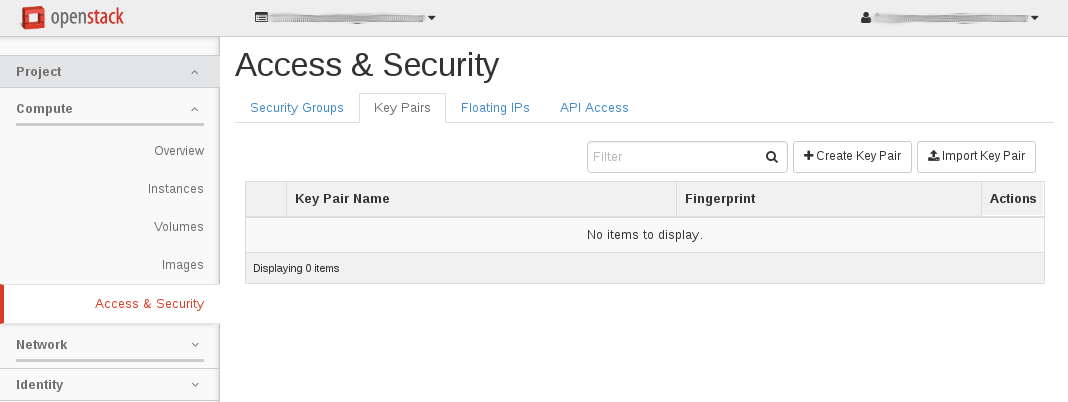 openstack
Project
Compute
Overview
Instances
Volumes
Images
Access & Security
Network
Identity
Access & Security
Security Groups Key Pairs Floating IPs API Access
Filter Create Key Pair Import Key Pair
Key Pair Name Fingerprint Actions
No items to display.
Displaying 0 items